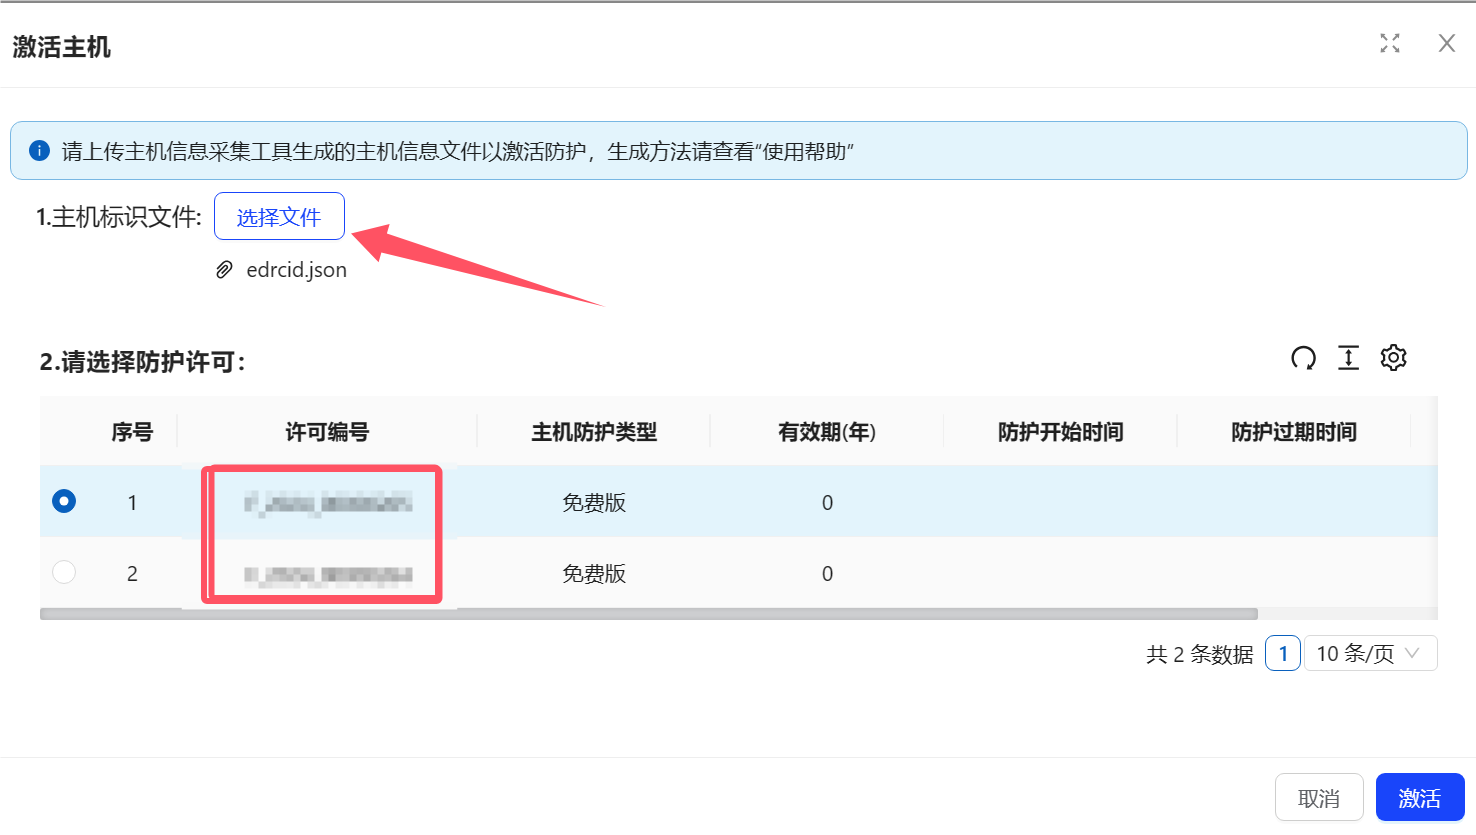 激活主机
请上传主机信息采集工具生成的主机信息文件以激活防护，生成方法请查看“使用帮助”
1.主机标识文件: 选择文件
edrcid.json
2.请选择防护许可：
序号 许可编号 主机防护类型 有效期(年) 防护开始时间 防护过期时间
1 免费版 0
2 免费版 0
共 2 条数据 1 10 条/页
取消 激活